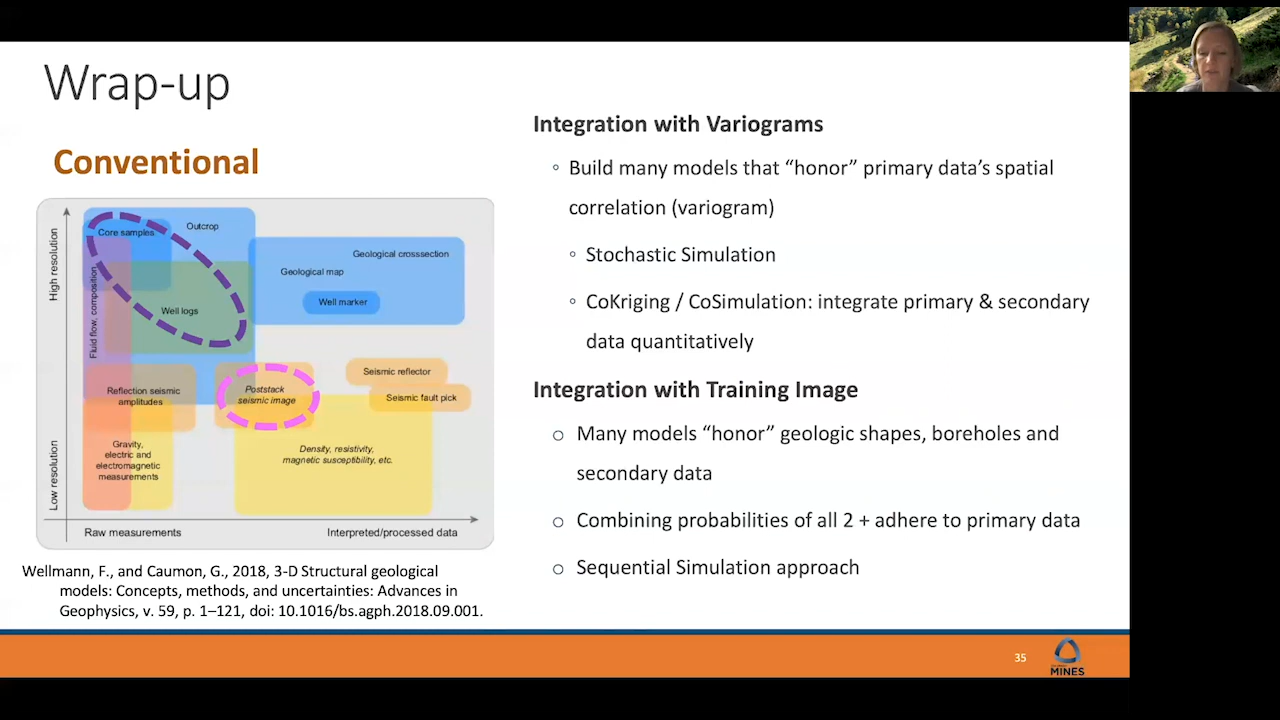 Wrap-up
Conventional
High resolution
Low resolution
Core samples
Outcrop
Fluid flow, composition
Well logs
Geological crosssection
Geological map
Well marker
Reflection seismic
amplitudes
Poststack
seismic image
Seismic reflector
Seismic fault pick
Gravity,
electric and
electromagnetic
measurements
Density, resistivity,
magnetic susceptibility, etc.
Raw measurements
Interpreted/processed data
Wellmann, F., and Caumon, G., 2018, 3-D Structural geological
models: Concepts, methods, and uncertainties: Advances in
Geophysics, v. 59, p. 1–121, doi: 10.1016/bs.agph.2018.09.001.
Integration with Variograms
Build many models that “honor” primary data’s spatial
correlation (variogram)
Stochastic Simulation
CoKriging / CoSimulation: integrate primary & secondary
data quantitatively
Integration with Training Image
Many models “honor” geologic shapes, boreholes and
secondary data
Combining probabilities of all 2 + adhere to primary data
Sequential Simulation approach
35
MINES